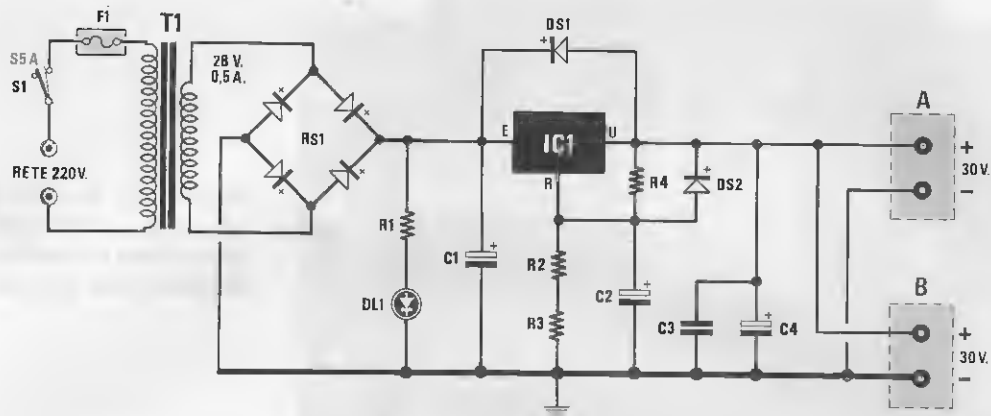 F1
T1
S5A
S1
28 V.
0,5 A.
RETE 220V.
RS1
R1
DL1
C1
DS1
E
IC1
U
R
R4
DS2
R2
R3
C2
C3
C4
A
+
30 V.
-
B
+
30 V.
-